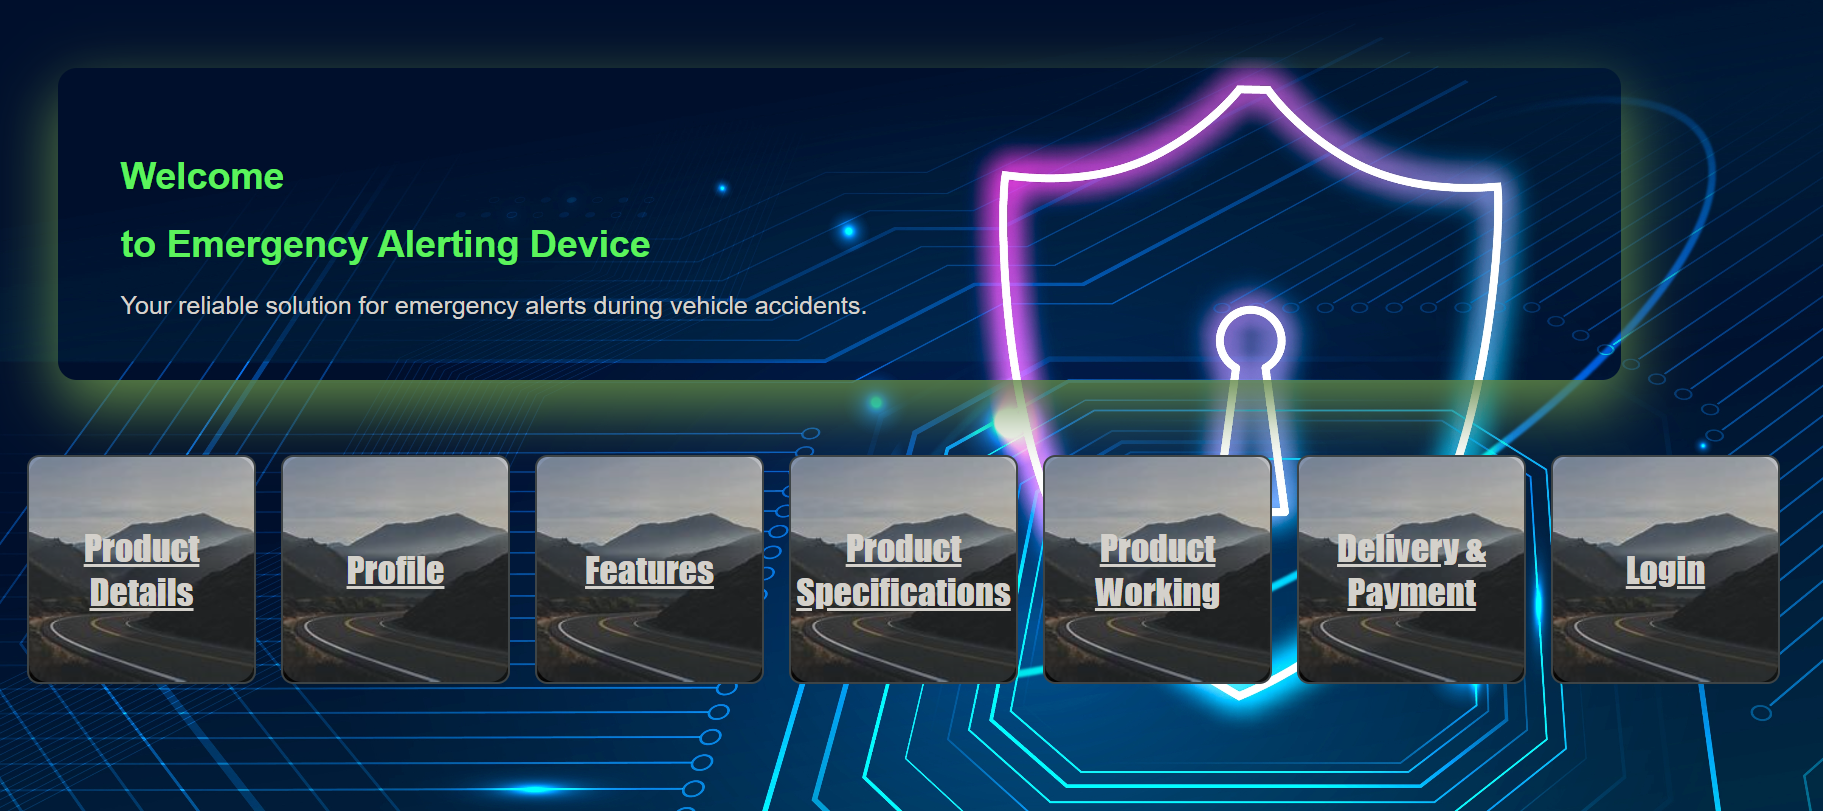 Welcome
to Emergency Alerting Device
Your reliable solution for emergency alerts during vehicle accidents.
Product
Details
Profile
Features
Product
Specifications
Product
Working
Delivery &
Payment
Login